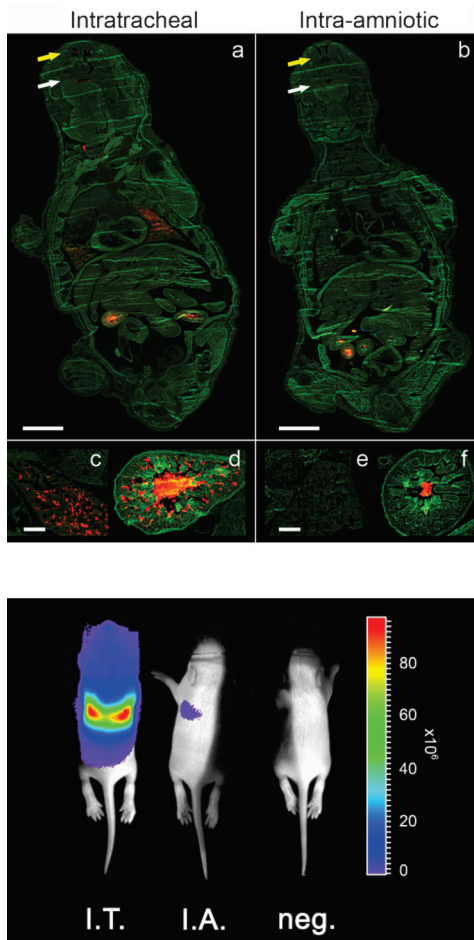 Intratracheal
Intra-amniotic
a
b
c
d
e
f
80
60
40
20
0
x10⁶
I.T.
I.A.
neg.